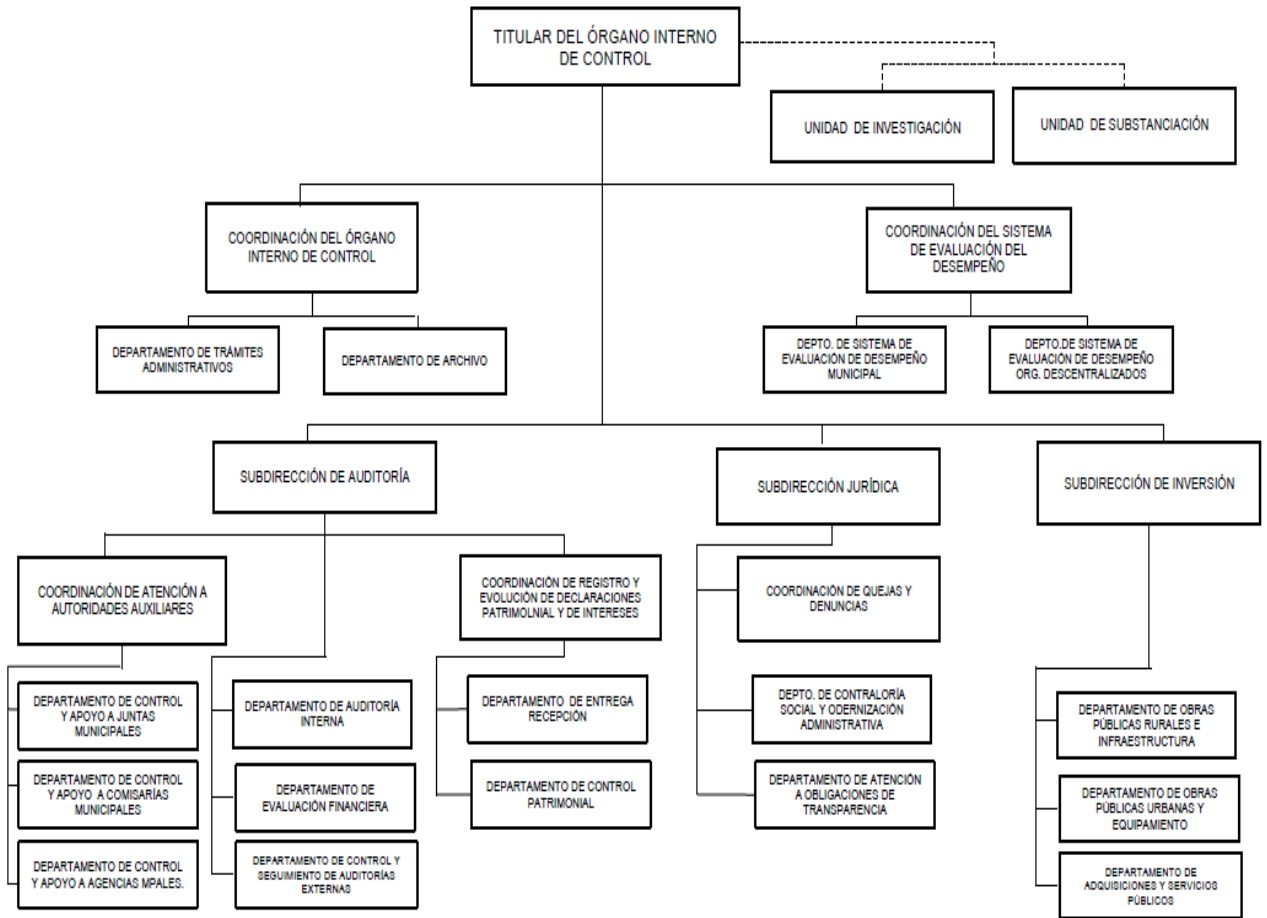 TITULAR DEL ÓRGANO INTERNO
DE CONTROL
UNIDAD DE INVESTIGACIÓN
UNIDAD DE SUBSTANCIACIÓN
COORDINACIÓN DEL ÓRGANO
INTERNO DE CONTROL
COORDINACIÓN DEL SISTEMA
DE EVALUACIÓN DEL
DESEMPEÑO
DEPARTAMENTO DE TRÁMITES
ADMINISTRATIVOS
DEPARTAMENTO DE ARCHIVO
DEPTO. DE SISTEMA DE
EVALUACIÓN DE DESEMPEÑO
MUNICIPAL
DEPTO.DE SISTEMA DE
EVALUACIÓN DE DESEMPEÑO
ORG. DESCENTRALIZADOS
SUBDIRECCIÓN DE AUDITORÍA
SUBDIRECCIÓN JURÍDICA
SUBDIRECCIÓN DE INVERSIÓN
COORDINACIÓN DE ATENCIÓN A
AUTORIDADES AUXILIARES
COORDINACIÓN DE REGISTRO Y
EVOLUCIÓN DE DECLARACIONES
PATRIMOLNIAL Y DE INTERESES
COORDINACIÓN DE QUEJAS Y
DENUNCIAS
DEPARTAMENTO DE CONTROL
Y APOYO A JUNTAS
MUNICIPALES
DEPARTAMENTO DE AUDITORÍA
INTERNA
DEPARTAMENTO DE ENTREGA
RECEPCIÓN
DEPTO. DE CONTRALORÍA
SOCIAL Y ODERNIZACIÓN
ADMINISTRATIVA
DEPARTAMENTO DE OBRAS
PÚBLICAS RURALES E
INFRAESTRUCTURA
DEPARTAMENTO DE CONTROL
Y APOYO A COMISARÍAS
MUNICIPALES
DEPARTAMENTO DE
EVALUACIÓN FINANCIERA
DEPARTAMENTO DE CONTROL
PATRIMONIAL
DEPARTAMENTO DE ATENCIÓN
A OBLIGACIONES DE
TRANSPARENCIA
DEPARTAMENTO DE OBRAS
PÚBLICAS URBANAS Y
EQUIPAMIENTO
DEPARTAMENTO DE CONTROL
Y APOYO A AGENCIAS MPALES.
DEPARTAMENTO DE CONTROL Y
SEGUIMIENTO DE AUDITORÍAS
EXTERNAS
DEPARTAMENTO DE
ADQUISICIONES Y SERVICIOS
PÚBLICOS